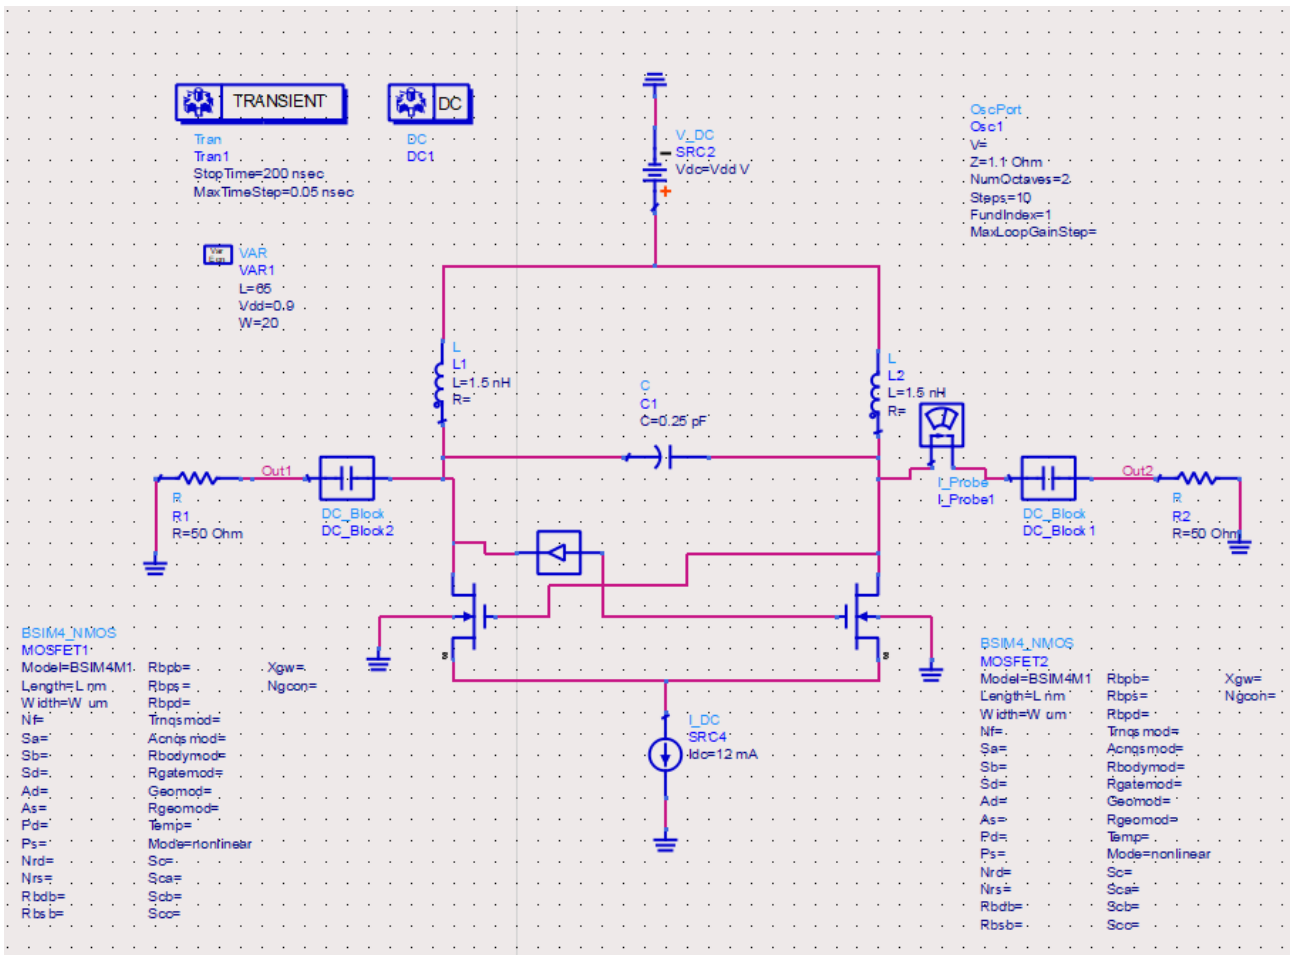 TRANSIENT
Tran
Tran1
StopTime=200 nsec
MaxTimeStep=0.05 nsec
DC
DC
DC1
V_DC
SRC2
Vdc=Vdd V
OscPort
Osc1
V=
Z=1.1 Ohm
NumOctaves=2
Steps=10
FundIndex=1
MaxLoopGainStep=
Var
Eqn
VAR
VAR1
L=65
Vdd=0.9
W=20
L
L1
L=1.5 nH
R=
C
C1
C=0.25 pF
L
L2
L=1.5 nH
R=
R
R1
R=50 Ohm
Out1
DC_Block
DC_Block2
I_Probe
I_Probe1
DC_Block
DC_Block1
Out2
R
R2
R=50 Ohm
BSIM4_NMOS
MOSFET1
Model=BSIM4M1
Length=L nm
Width=W um
Nf=
Sa=
Sb=
Sd=
Ad=
As=
Pd=
Ps=
Nrd=
Nrs=
Rbdb=
Rbsb=
Rbpb=
Rbps=
Rbpd=
Trnqsmod=
Acnqsmod=
Rbodymod=
Rgatemod=
Geomod=
Rgeomod=
Temp=
Mode=nonlinear
Sc=
Sca=
Scb=
Scc=
Xgw=
Ngcon=
s
s
I_DC
SRC4
Idc=12 mA
BSIM4_NMOS
MOSFET2
Model=BSIM4M1
Length=L nm
Width=W um
Nf=
Sa=
Sb=
Sd=
Ad=
As=
Pd=
Ps=
Nrd=
Nrs=
Rbdb=
Rbsb=
Rbpb=
Rbps=
Rbpd=
Trnqsmod=
Acnqsmod=
Rbodymod=
Rgatemod=
Geomod=
Rgeomod=
Temp=
Mode=nonlinear
Sc=
Sca=
Scb=
Scc=
Xgw=
Ngcon=